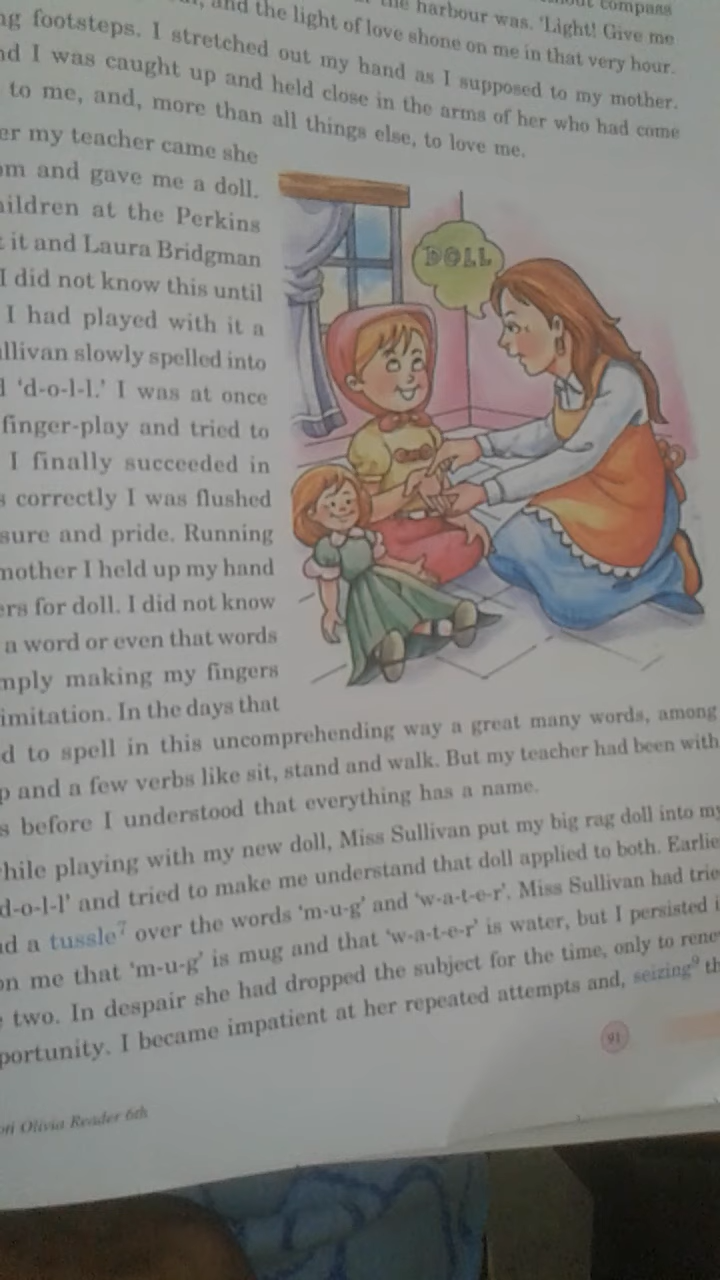 and the light of love shone on me in that very hour.
the harbour was. 'Light! Give me
compass
footsteps. I stretched out my hand as I supposed to my mother.
I was caught up and held close in the arms of her who had come
to me, and, more than all things else, to love me.
er my teacher came she
om and gave me a doll.
ildren at the Perkins
it and Laura Bridgman
I did not know this until
I had played with it a
llivan slowly spelled into
'd-o-l-l.' I was at once
finger-play and tried to
I finally succeeded in
s correctly I was flushed
sure and pride. Running
mother I held up my hand
ers for doll. I did not know
a word or even that words
mply making my fingers
imitation. In the days that
DOLL
d to spell in this uncomprehending way a great many words, among
p and a few verbs like sit, stand and walk. But my teacher had been with
s before I understood that everything has a name.
hile playing with my new doll, Miss Sullivan put my big rag doll into my
d-o-l-l' and tried to make me understand that doll applied to both. Earlie
d a tussle7 over the words 'm-u-g' and 'w-a-t-e-r'. Miss Sullivan had trie
on me that 'm-u-g' is mug and that 'w-a-t-e-r' is water, but I persisted i
two. In despair she had dropped the subject for the time, only to rene
portunity. I became impatient at her repeated attempts and, seizing9 th
91
Olivia Reader 6th